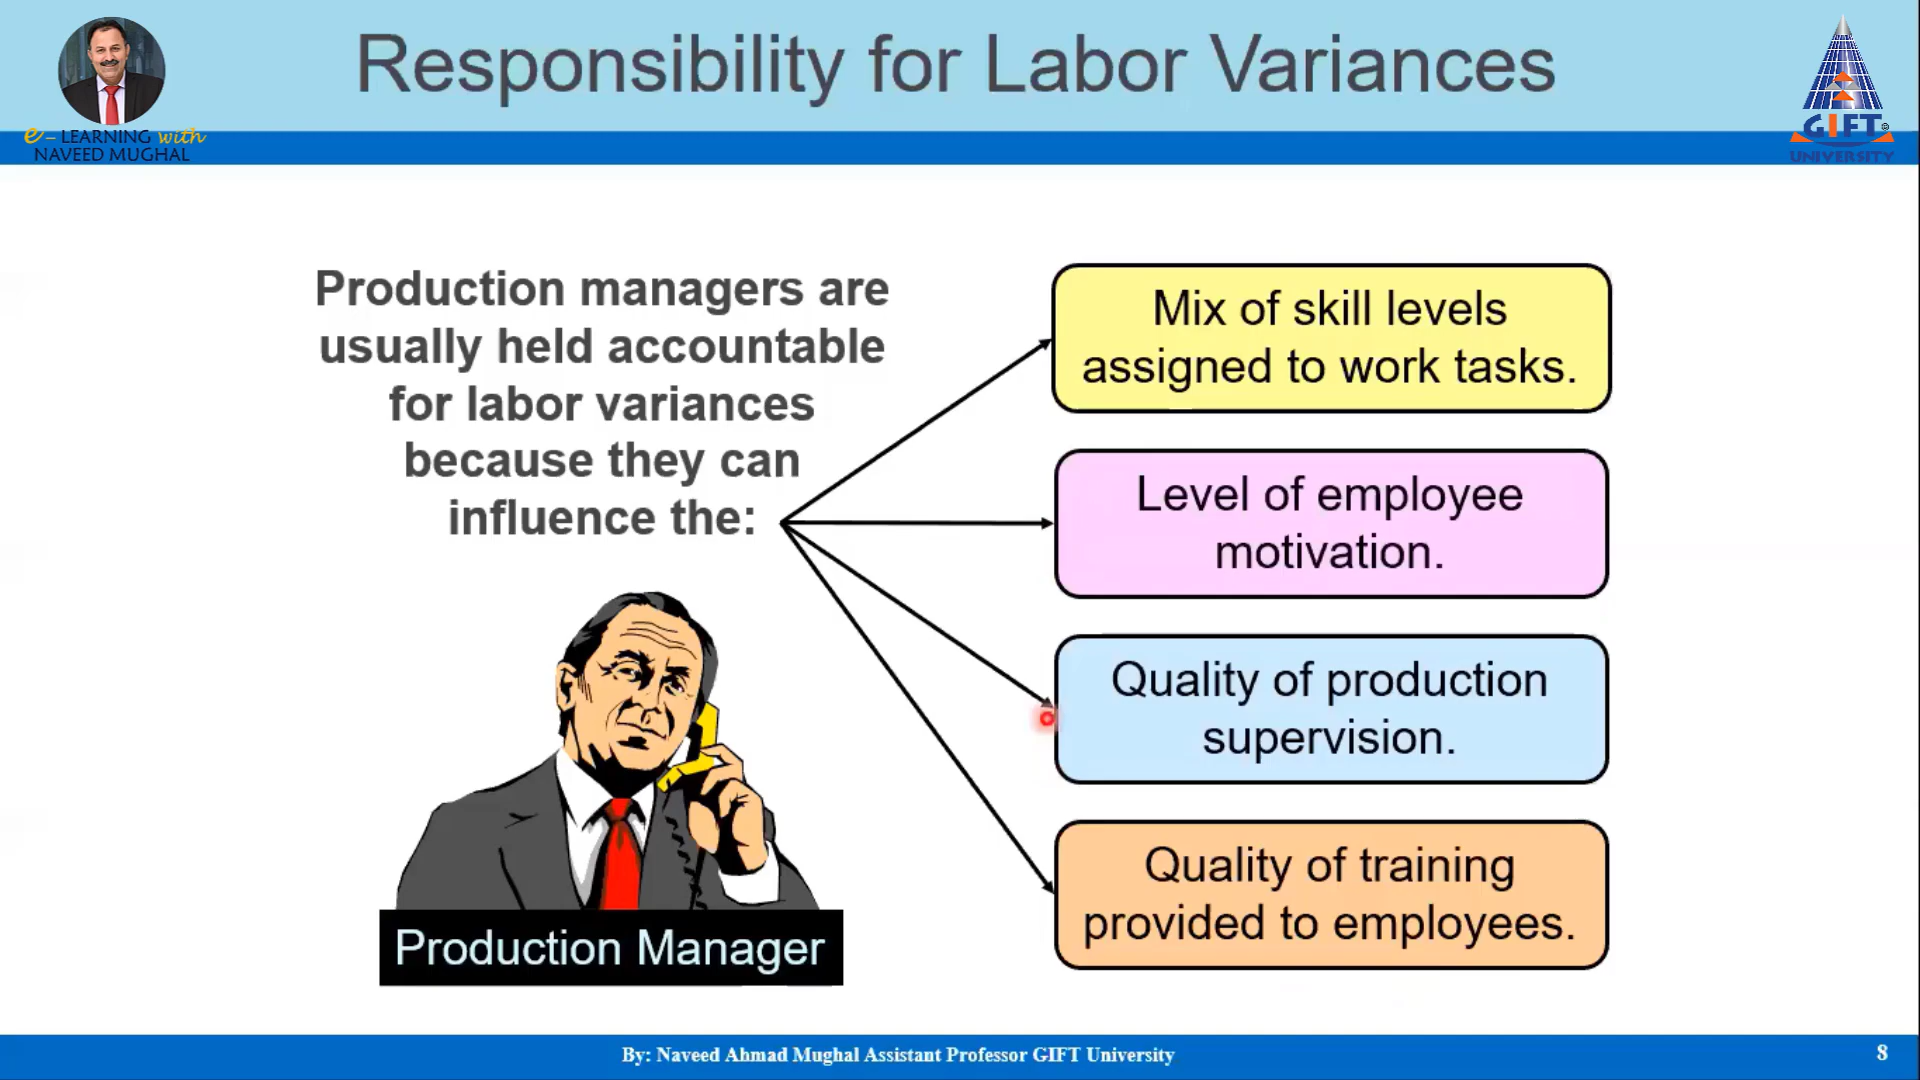 Responsibility for Labor Variances
e – LEARNING with
NAVEED MUGHAL
GIFT
UNIVERSITY
Production managers are
usually held accountable
for labor variances
because they can
influence the:
Mix of skill levels
assigned to work tasks.
Level of employee
motivation.
Quality of production
supervision.
Quality of training
provided to employees.
Production Manager
By: Naveed Ahmad Mughal Assistant Professor GIFT University
8